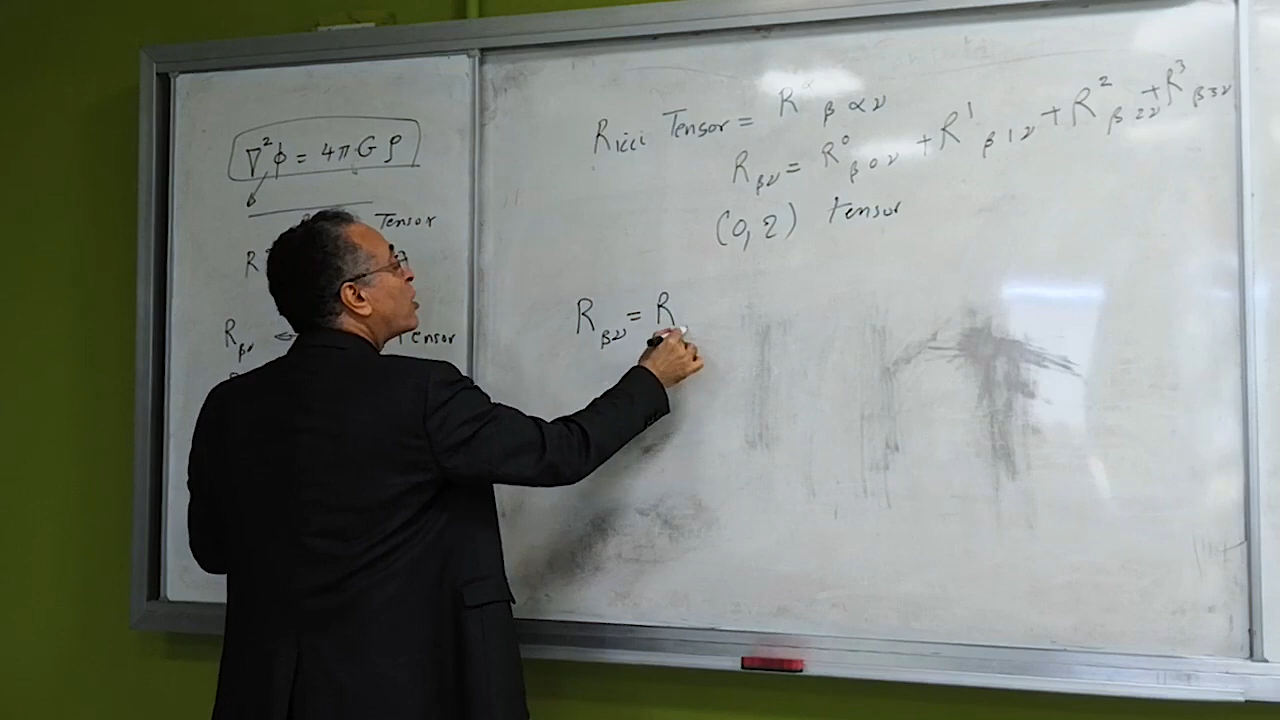 ∇²φ = 4πGρ
Tensor
R
R_βν ← Tensor
Ricci Tensor = R^α_βαν
R_βν = R^0_β0ν + R^1_β1ν + R^2_β2ν + R^3_β3ν
(0,2) tensor
R_βν = R